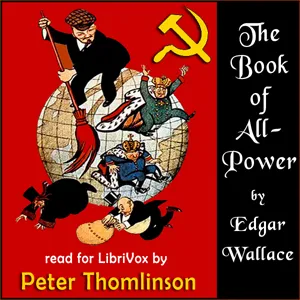 The
Book
of
All-
Power
by
Edgar
Wallace
read for LibriVox by
Peter Thomlinson